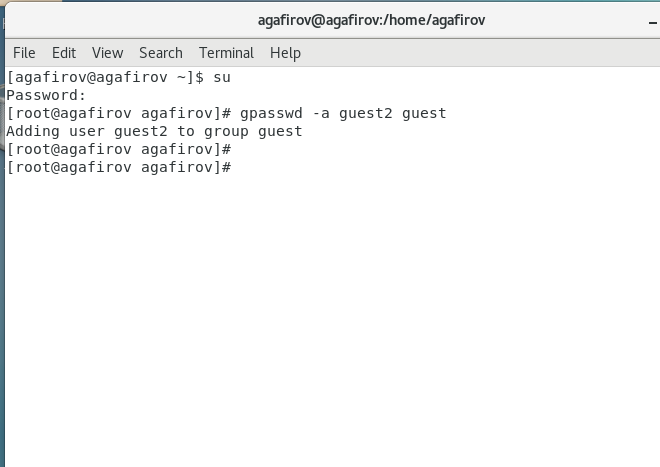 agafirov@agafirov:/home/agafirov
File Edit View Search Terminal Help
[agafirov@agafirov ~]$ su
Password:
[root@agafirov agafirov]# gpasswd -a guest2 guest
Adding user guest2 to group guest
[root@agafirov agafirov]#
[root@agafirov agafirov]#